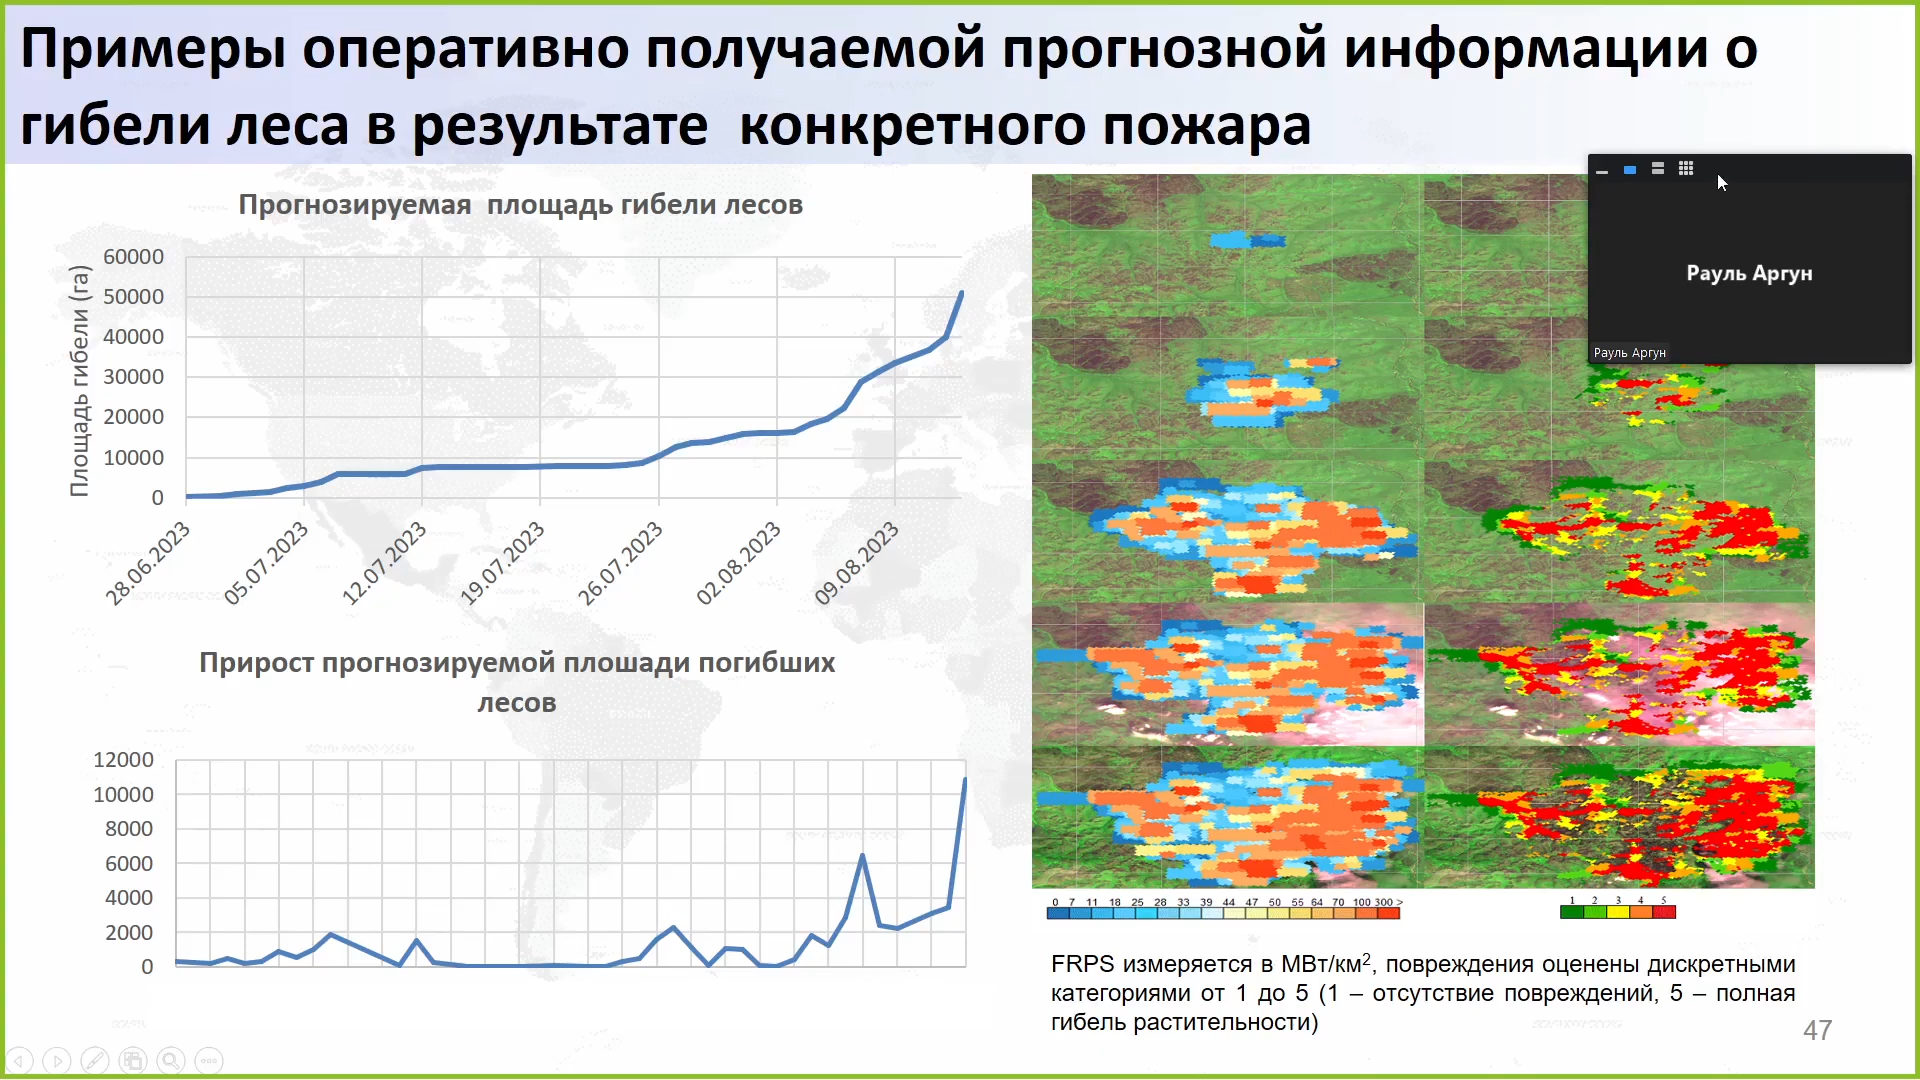 Примеры оперативно получаемой прогнозной информации о
гибели леса в результате конкретного пожара
Прогнозируемая площадь гибели лесов
Площадь гибели (га)
60000
50000
40000
30000
20000
10000
0
28.06.2023
05.07.2023
12.07.2023
19.07.2023
26.07.2023
02.08.2023
09.08.2023
Прирост прогнозируемой плошади погибших
лесов
12000
10000
8000
6000
4000
2000
0
Рауль Аргун
Рауль Аргун
0 7 11 18 25 28 33 39 44 47 50 55 64 70 100 300 >
1 2 3 4 5
FRPS измеряется в МВт/км², повреждения оценены дискретными
категориями от 1 до 5 (1 – отсутствие повреждений, 5 – полная
гибель растительности)
47